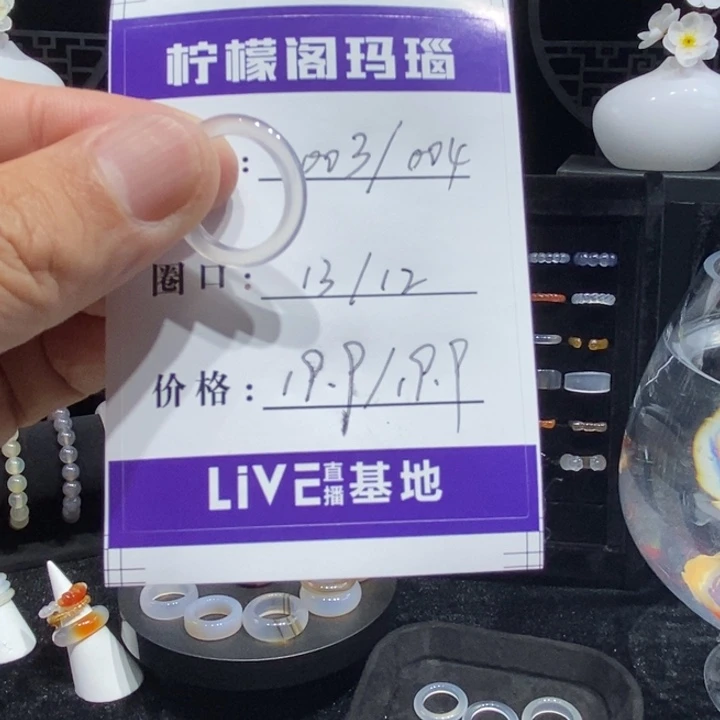 柠檬阁玛瑙
: 003/004
圈口: 13/12
价格: 19.9/19.9
LiVE直播基地